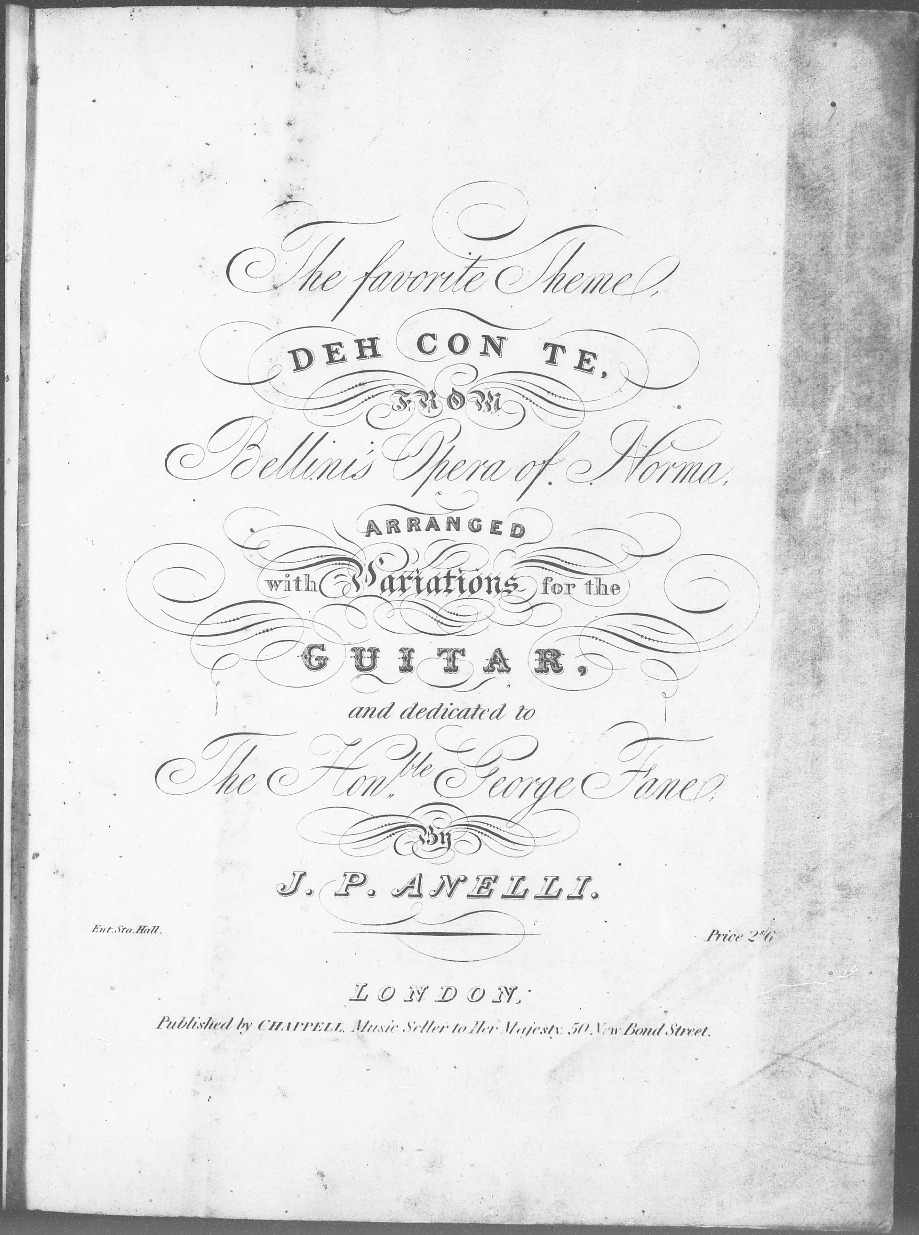 The favorite Theme,
DEH CON TE,
FROM
Bellini's Opera of Norma,
ARRANGED
with Variations for the
GUITAR,
and dedicated to
The Hon.ble George Fane,
By
J. P. ANELLI.
Ent. Sta. Hall.
Price 2s 6
LONDON,
Published by CHAPPELL, Music Seller to Her Majesty, 50 New Bond Street.